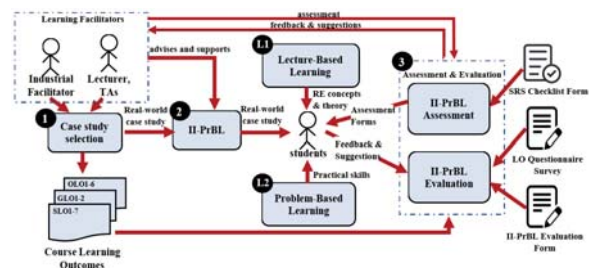 Learning Facilitators
assessment
feedback & suggestions
advises and supports
Industrial
Facilitator
Lecturer,
TAs
L1
Lecture-Based
Learning
3
Assessment & Evaluation
II-PrBL
Assessment
SRS Checklist Form
1
Case study
selection
Real-world
case study
2
II-PrBL
Real-world
case study
RE concepts
& theory
Assessment
Forms
students
Feedback &
Suggestions
II-PrBL
Evaluation
LO Questionnaire
Survey
OLO1-6
GLO1-2
SLO1-7
Course Learning
Outcomes
L2
Practical skills
Problem-Based
Learning
II-PrBL Evaluation
Form